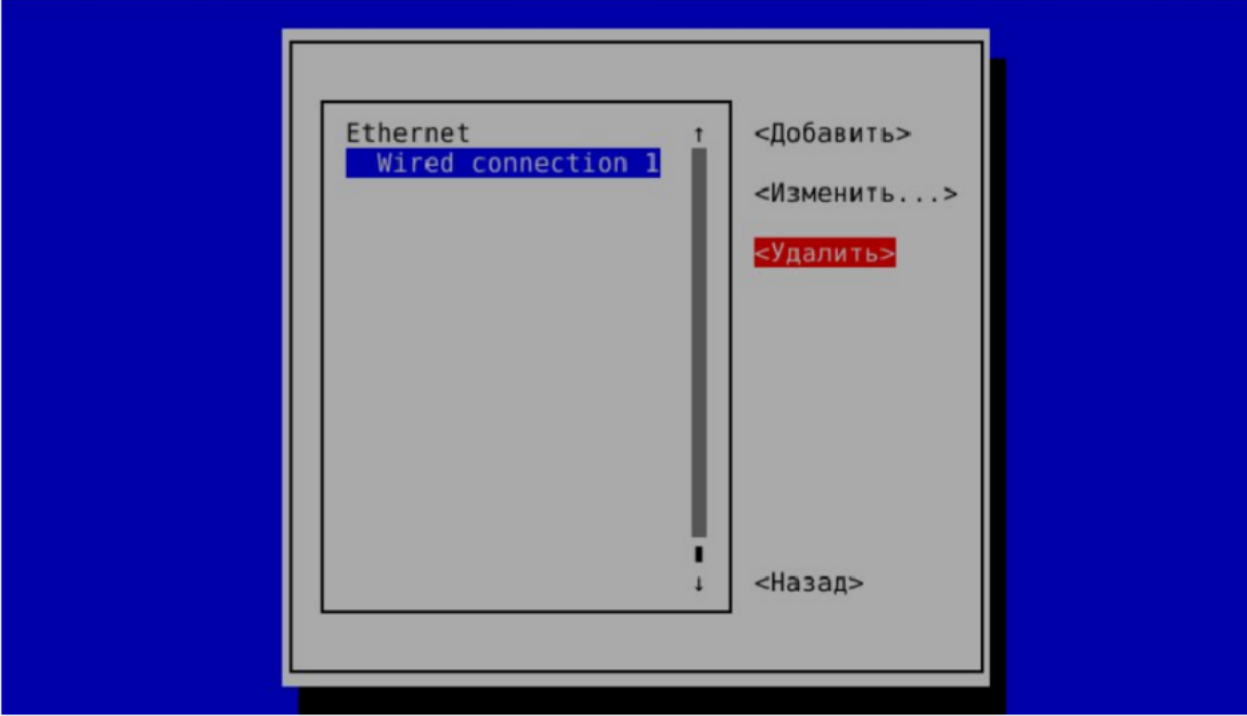 Ethernet ↑ <Добавить>
Wired connection 1
<Изменить...>
<Удалить>
↓ <Назад>